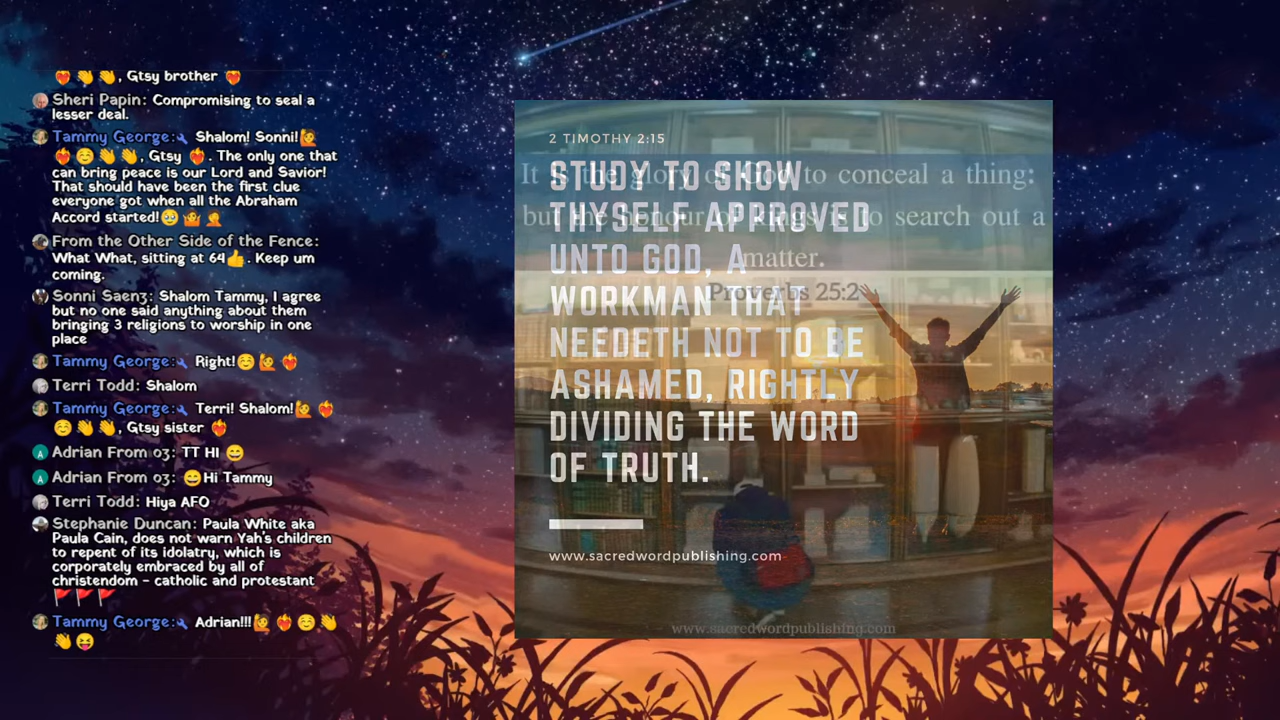 , Gtsy brother
Sheri Papin: Compromising to seal a
lesser deal.
Tammy George: Shalom! Sonni!
, Gtsy . The only one that
can bring peace is our Lord and Savior!
That should have been the first clue
everyone got when all the Abraham
Accord started!
From the Other Side of the Fence:
What What, sitting at 64👍. Keep um
coming.
Sonni Saenz: Shalom Tammy, I agree
but no one said anything about them
bringing 3 religions to worship in one
place
Tammy George: Right!
Terri Todd: Shalom
Tammy George: Terri! Shalom!
, Gtsy sister
A Adrian From 03: TT HI 😄
A Adrian From 03: 😄Hi Tammy
Terri Todd: Hiya AFO
Stephanie Duncan: Paula White aka
Paula Cain, does not warn Yah's children
to repent of its idolatry, which is
corporately embraced by all of
christendom - catholic and protestant
🚩🚩🚩
Tammy George: Adrian!!!
2 TIMOTHY 2:15
STUDY TO SHOW
THYSELF APPROVED
UNTO GOD, A
WORKMAN THAT
NEEDETH NOT TO BE
ASHAMED, RIGHTLY
DIVIDING THE WORD
OF TRUTH.
www.sacredwordpublishing.com
It is the glory of God to conceal a thing:
but the honour of kings is to search out a
matter.
Proverbs 25:2
www.sacredwordpublishing.com